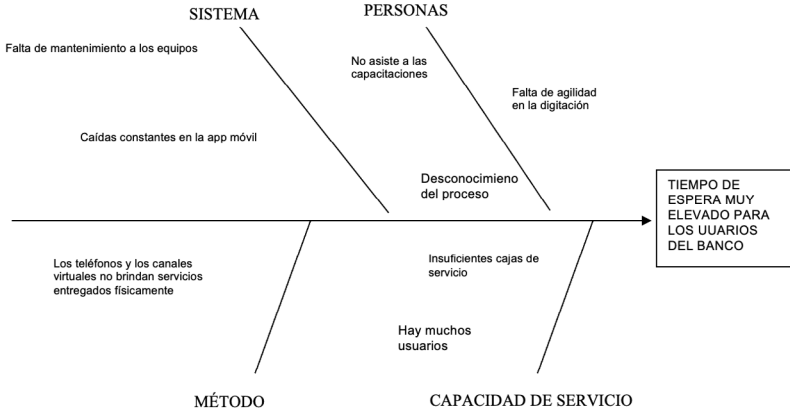 SISTEMA
PERSONAS
Falta de mantenimiento a los equipos
No asiste a las
capacitaciones
Falta de agilidad
en la digitación
Caídas constantes en la app móvil
Desconocimieno
del proceso
TIEMPO DE
ESPERA MUY
ELEVADO PARA
LOS UUARIOS
DEL BANCO
Los teléfonos y los canales
virtuales no brindan servicios
entregados físicamente
Insuficientes cajas de
servicio
Hay muchos
usuarios
MÉTODO
CAPACIDAD DE SERVICIO